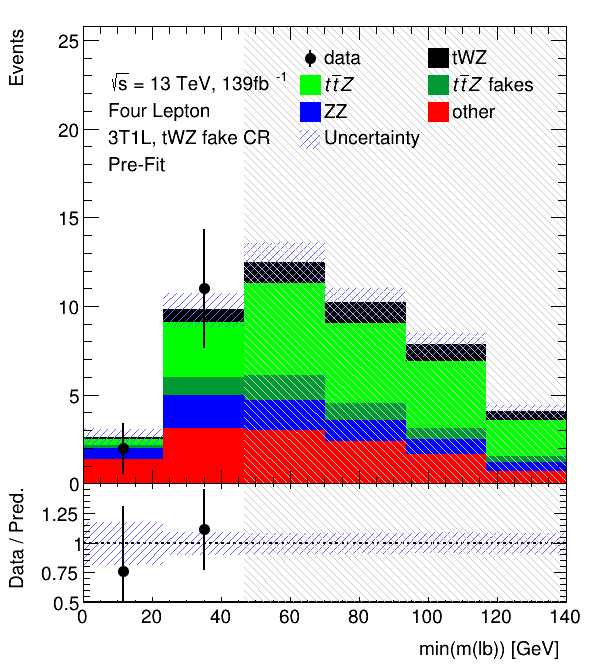 Events
25
20
15
10
5
0
√s = 13 TeV, 139fb⁻¹
Four Lepton
3T1L, tWZ fake CR
Pre-Fit
data
tt̄Z
ZZ
Uncertainty
tWZ
tt̄Z fakes
other
Data / Pred.
1.25
1
0.75
0.5
0 20 40 60 80 100 120 140
min(m(lb)) [GeV]